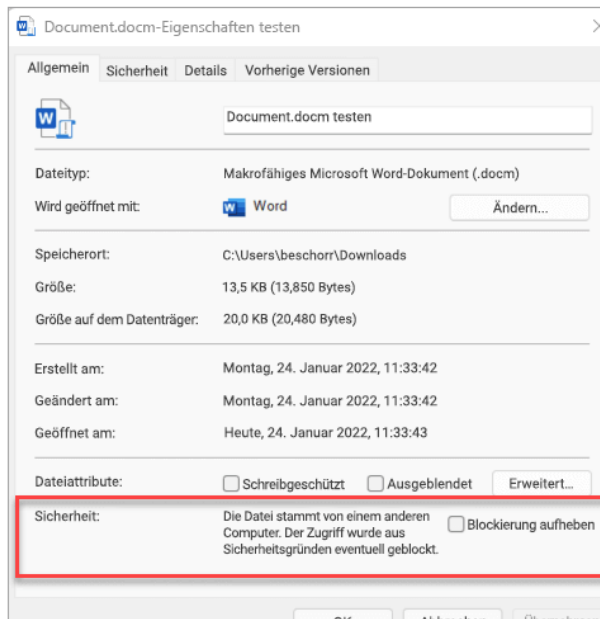 Document.docm-Eigenschaften testen
Allgemein Sicherheit Details Vorherige Versionen
Document.docm testen
Dateityp: Makrofähiges Microsoft Word-Dokument (.docm)
Wird geöffnet mit: Word Ändern...
Speicherort: C:\Users\beschorr\Downloads
Größe: 13,5 KB (13,850 Bytes)
Größe auf dem Datenträger: 20,0 KB (20,480 Bytes)
Erstellt am: Montag, 24. Januar 2022, 11:33:42
Geändert am: Montag, 24. Januar 2022, 11:33:42
Geöffnet am: Heute, 24. Januar 2022, 11:33:43
Dateiattribute: Schreibgeschützt Ausgeblendet Erweitert...
Sicherheit: Die Datei stammt von einem anderen
Computer. Der Zugriff wurde aus Blockierung aufheben
Sicherheitsgründen eventuell geblockt.